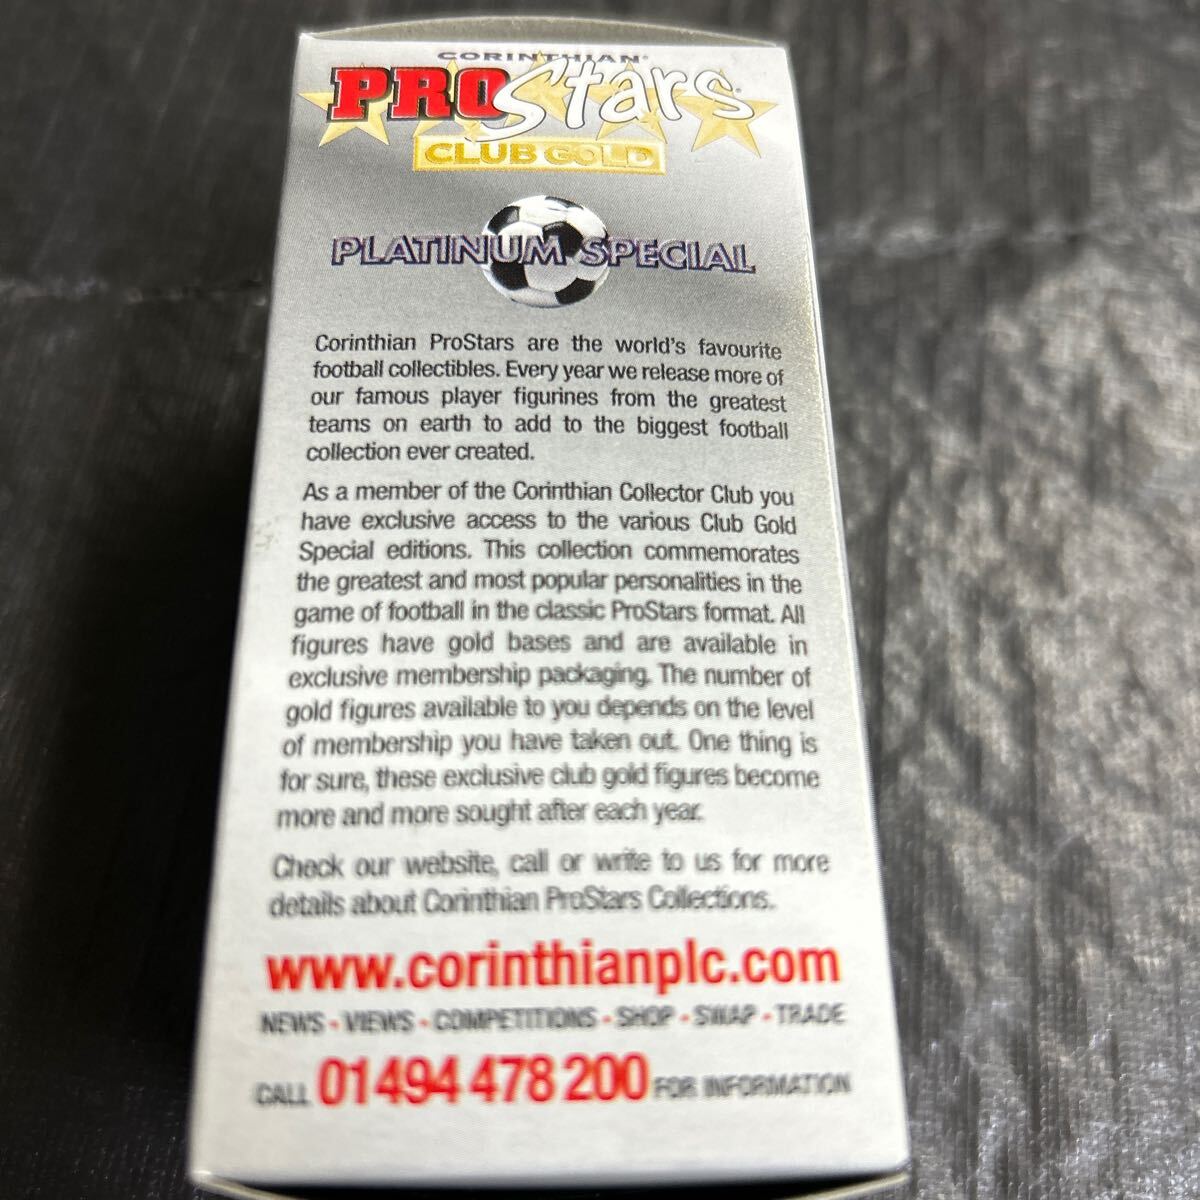 CORINTHIAN®
PROStars®
CLUB GOLD
PLATINUM SPECIAL
Corinthian ProStars are the world's favourite
football collectibles. Every year we release more of
our famous player figurines from the greatest
teams on earth to add to the biggest football
collection ever created.
As a member of the Corinthian Collector Club you
have exclusive access to the various Club Gold
Special editions. This collection commemorates
the greatest and most popular personalities in the
game of football in the classic ProStars format. All
figures have gold bases and are available in
exclusive membership packaging. The number of
gold figures available to you depends on the level
of membership you have taken out. One thing is
for sure, these exclusive club gold figures become
more and more sought after each year.
Check our website, call or write to us for more
details about Corinthian ProStars Collections.
www.corinthianplc.com
NEWS • VIEWS • COMPETITIONS • SHOP • SWAP • TRADE
CALL 01494 478 200 FOR INFORMATION